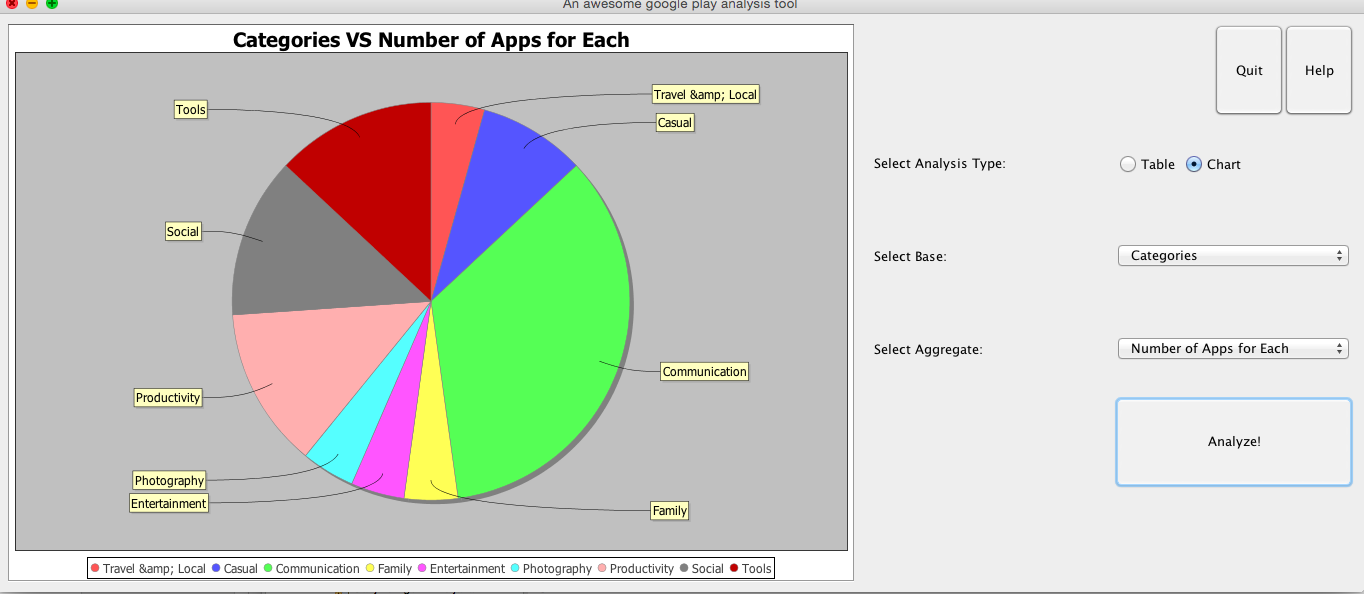 An awesome google play analysis tool
Categories VS Number of Apps for Each
Quit
Help
Travel &amp; Local
Tools
Casual
Select Analysis Type:
Table
Chart
Social
Select Base:
Categories
Select Aggregate:
Number of Apps for Each
Communication
Productivity
Analyze!
Photography
Entertainment
Family
Travel &amp; Local Casual Communication Family Entertainment Photography Productivity Social Tools